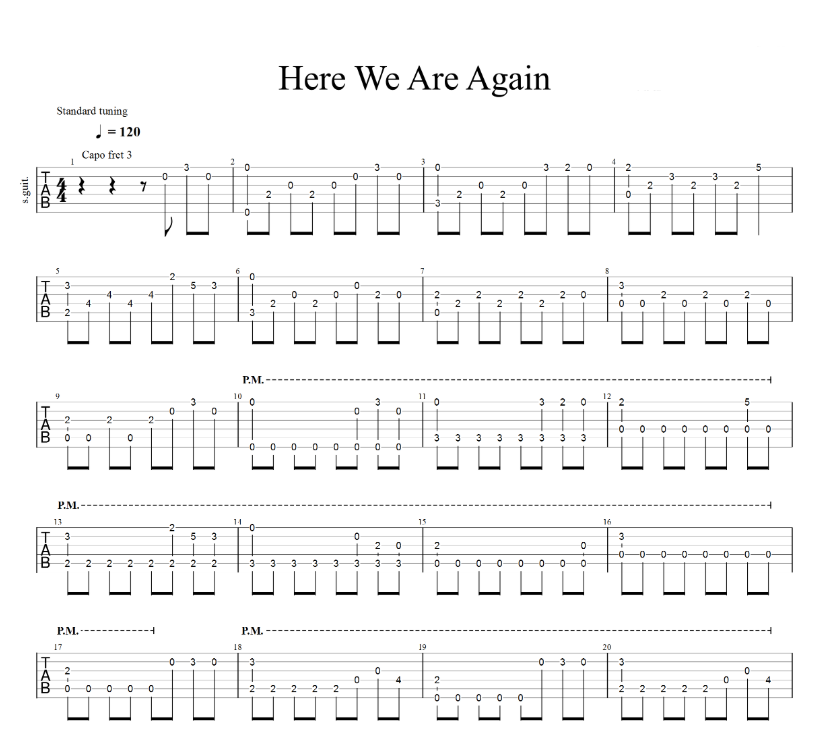 Here We Are Again
Standard tuning
♩ = 120
Capo fret 3
s.guit.
1 2 3 4
T A B
4/4
3 0 3 0 3 2 0 2 5
0 0 0 0 3 3
0 0 0 0 2 2 2
2 2 2 2 0
3
0
5 6 7 8
T A B
2 0
3 5 3 0 3
4 4 0 0 2 0 2 2 2 2 0 2 2 2
4 4 2 2 2 2 2 0 0 0 0 0
2 3 0
P.M.
9 10 11 12
T A B
3 0 3 0 3 2 0 2 5
0 0 0 0
2 2 2
0 0 0 0 0 0 0 0
0 0 0 3 3 3 3 3 3 3 3
0 0 0 0 0 0 0 0
P.M.
13 14 15 16
T A B
2 0
3 5 3 0 3
2 0 2 0
0 0 0 0 0 0 0 0
2 2 2 2 2 2 2 2 3 3 3 3 3 3 3 3 0 0 0 0 0 0 0 0
P.M. P.M.
17 18 19 20
T A B
0 3 0 3 0 3 0 3
2 0 0
0 4 2 0 4
0 0 0 0 0 2 2 2 2 2 2 2 2 2 2
0 0 0 0 0